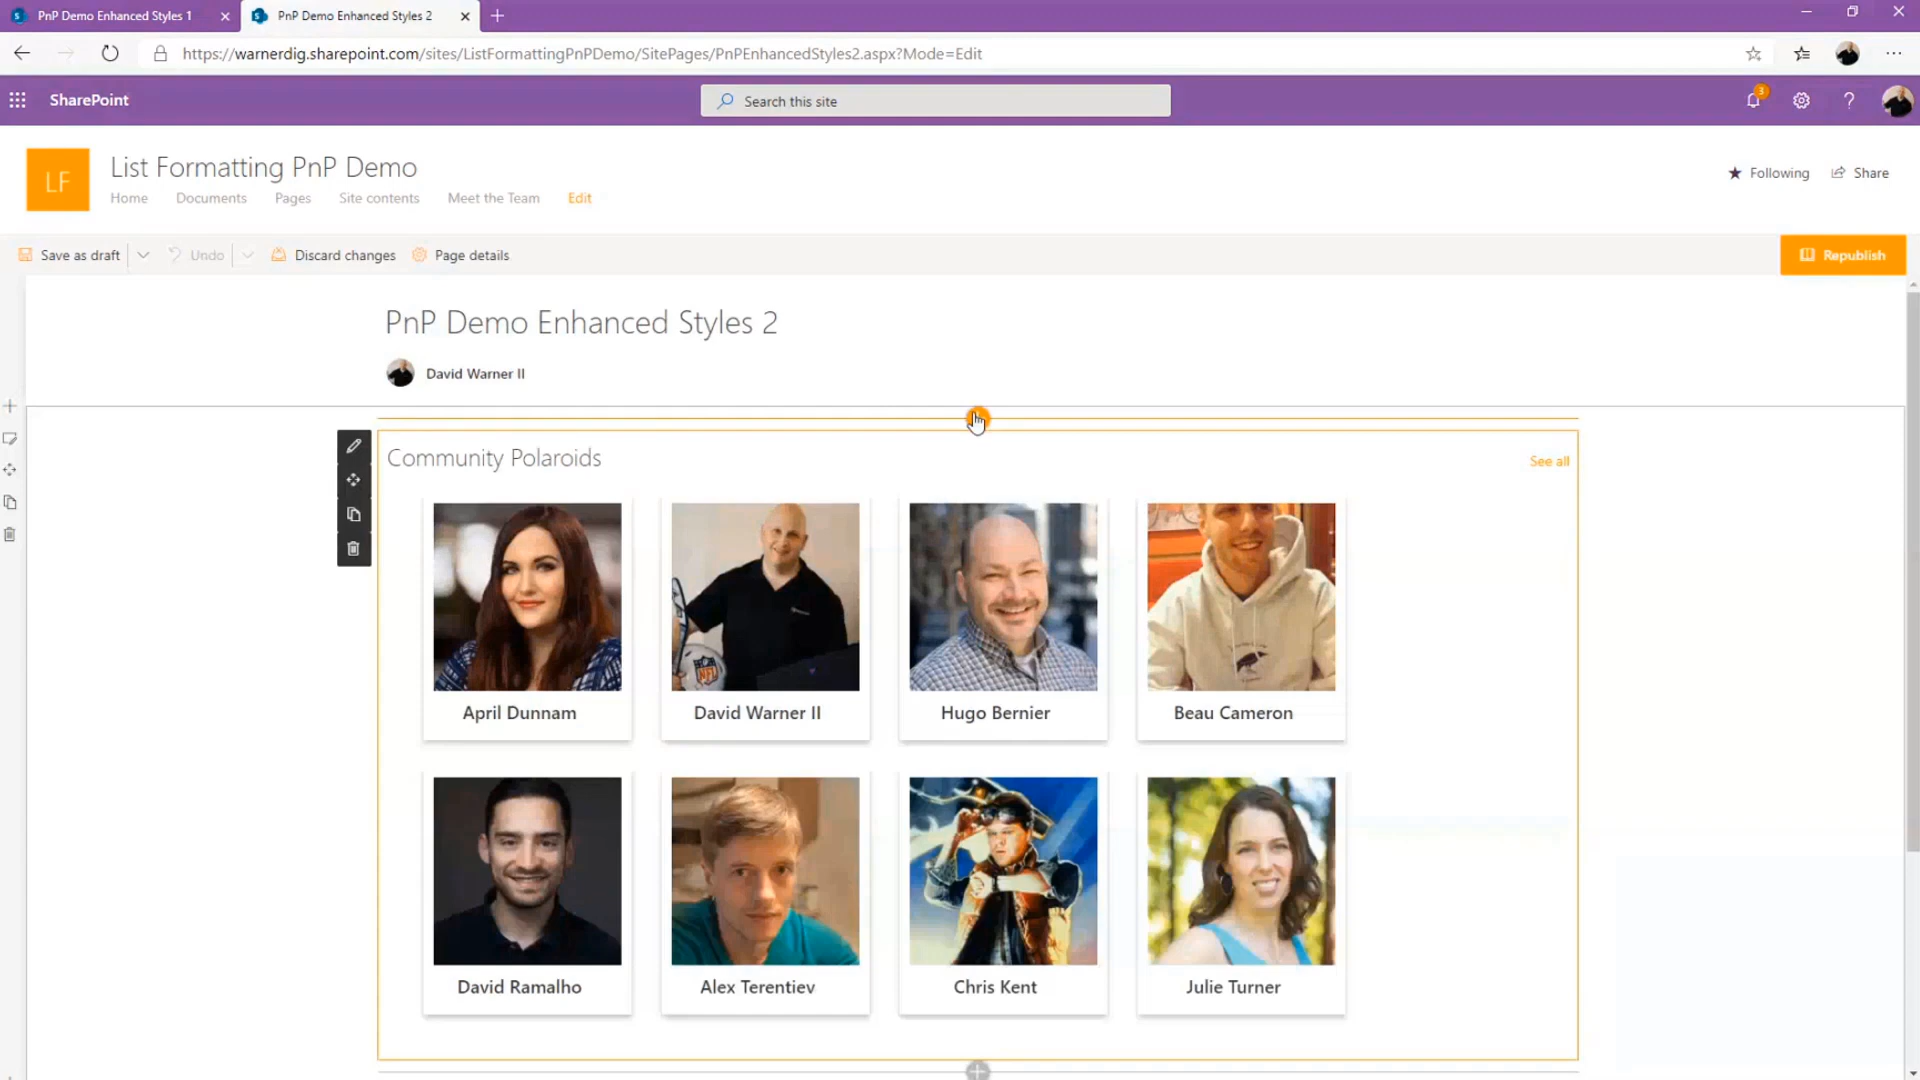 PnP Demo Enhanced Styles 1
PnP Demo Enhanced Styles 2
https://warnerdig.sharepoint.com/sites/ListFormattingPnPDemo/SitePages/PnPEnhancedStyles2.aspx?Mode=Edit
SharePoint
Search this site
3
?
LF
List Formatting PnP Demo
Home Documents Pages Site contents Meet the Team Edit
Following Share
Save as draft Undo Discard changes Page details
Republish
PnP Demo Enhanced Styles 2
David Warner II
Community Polaroids
See all
NFL
April Dunnam David Warner II Hugo Bernier Beau Cameron
David Ramalho Alex Terentiev Chris Kent Julie Turner